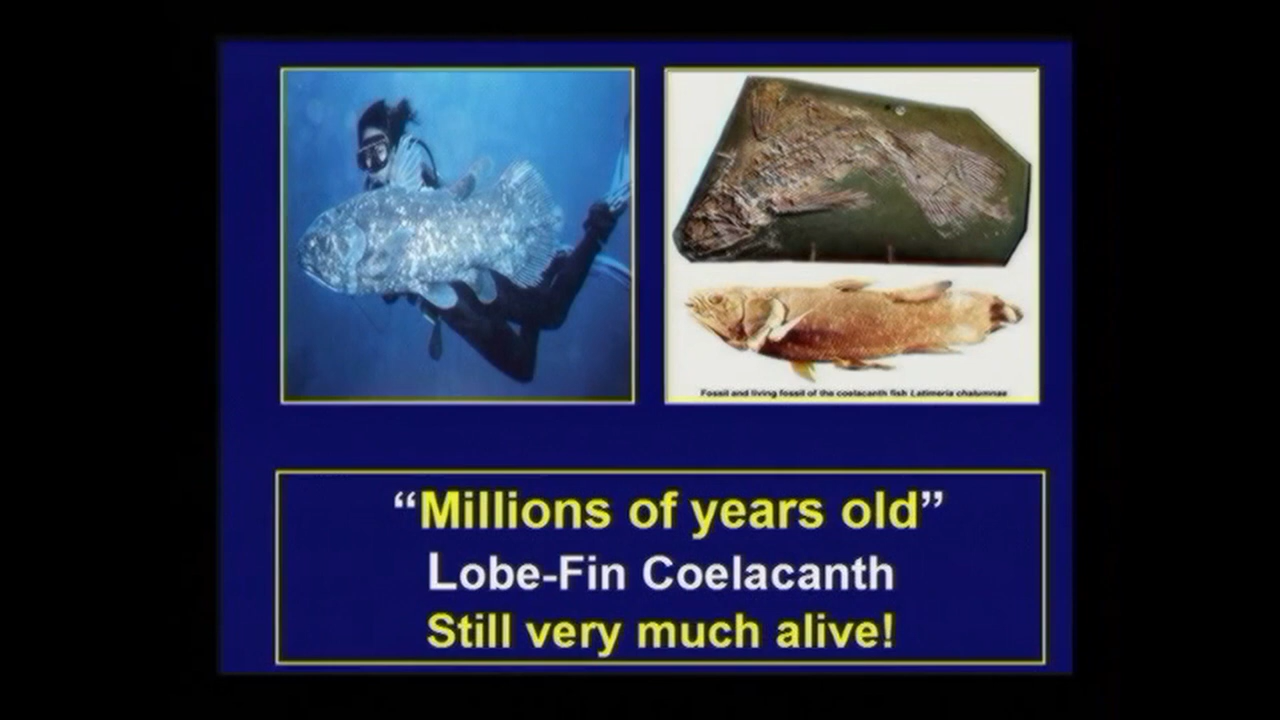 Fossil and living fossil of the coelacanth fish Latimeria chalumnae
“Millions of years old”
Lobe-Fin Coelacanth
Still very much alive!